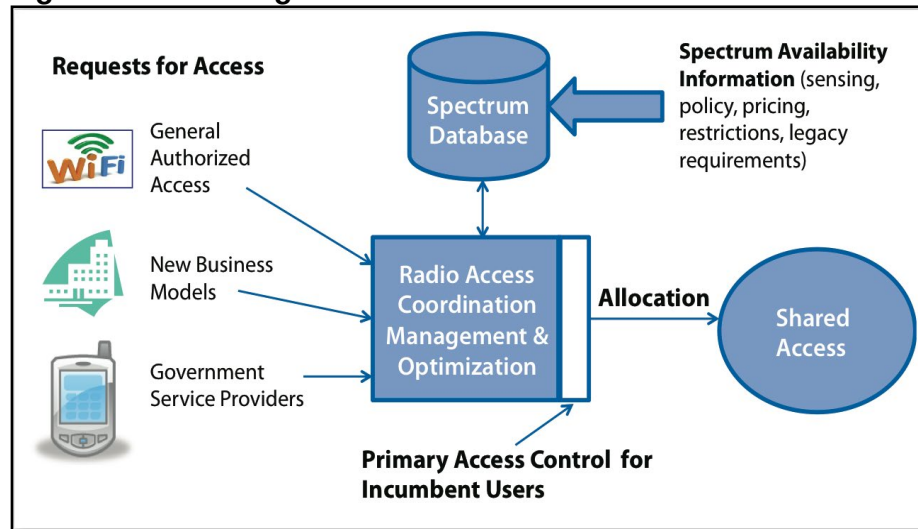 Requests for Access
WiFi
General
Authorized
Access
New Business
Models
Government
Service Providers
Spectrum
Database
Spectrum Availability
Information (sensing,
policy, pricing,
restrictions, legacy
requirements)
Radio Access
Coordination
Management &
Optimization
Allocation
Shared
Access
Primary Access Control for
Incumbent Users